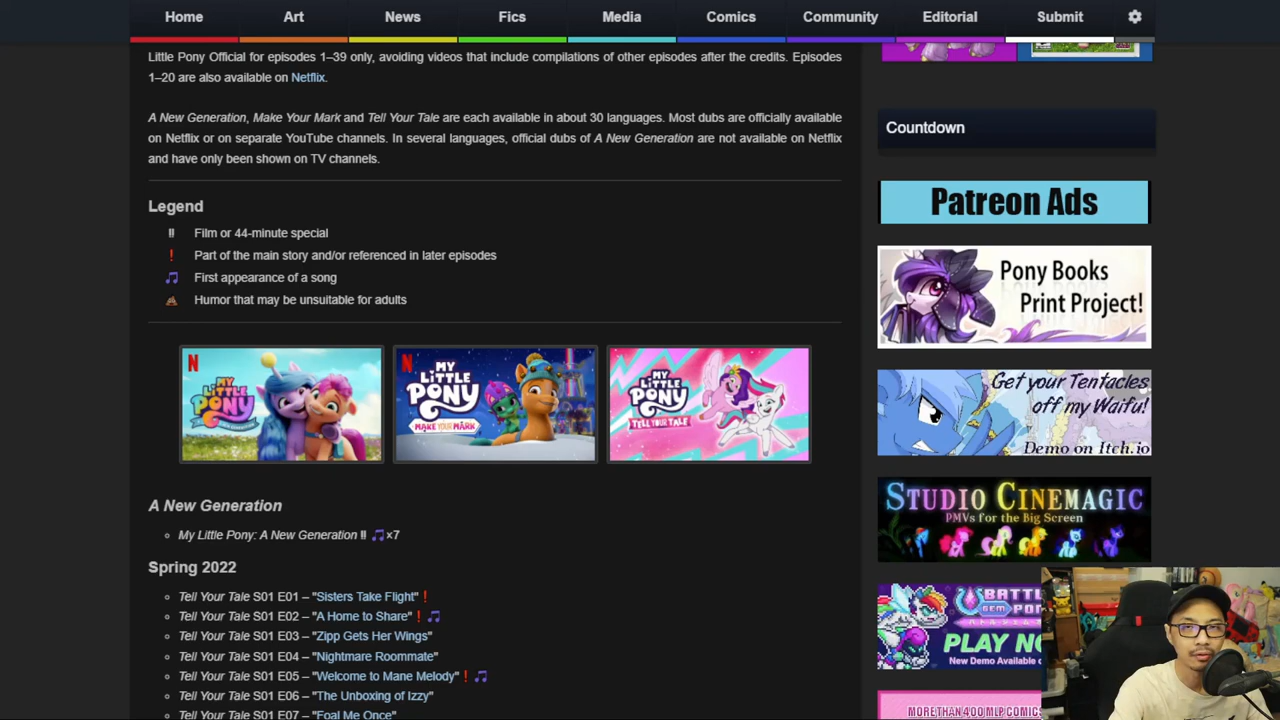 Home Art News Fics Media Comics Community Editorial Submit
Little Pony Official for episodes 1–39 only, avoiding videos that include compilations of other episodes after the credits. Episodes
1–20 are also available on Netflix.
A New Generation, Make Your Mark and Tell Your Tale are each available in about 30 languages. Most dubs are officially available
on Netflix or on separate YouTube channels. In several languages, official dubs of A New Generation are not available on Netflix
and have only been shown on TV channels.
Legend
‼ Film or 44-minute special
❗ Part of the main story and/or referenced in later episodes
🎵 First appearance of a song
💩 Humor that may be unsuitable for adults
N
MY
LITTLE
PONY
N
MY
LITTLE
PONY
MAKE YOUR MARK
MY
LITTLE
PONY
TELL YOUR TALE
A New Generation
My Little Pony: A New Generation ‼ 🎵×7
Spring 2022
Tell Your Tale S01 E01 – "Sisters Take Flight" ❗
Tell Your Tale S01 E02 – "A Home to Share" ❗ 🎵
Tell Your Tale S01 E03 – "Zipp Gets Her Wings"
Tell Your Tale S01 E04 – "Nightmare Roommate"
Tell Your Tale S01 E05 – "Welcome to Mane Melody" ❗ 🎵
Tell Your Tale S01 E06 – "The Unboxing of Izzy"
Tell Your Tale S01 E07 – "Foal Me Once"
Countdown
Patreon Ads
Pony Books
Print Project!
Get your Tentacles
off my Waifu!
Demo on Itch.io
STUDIO CINEMAGIC
PMVs for the Big Screen
BATTL
GEM PON
PLAY NO
New Demo Available o
MORE THAN 400 MLP COMICS